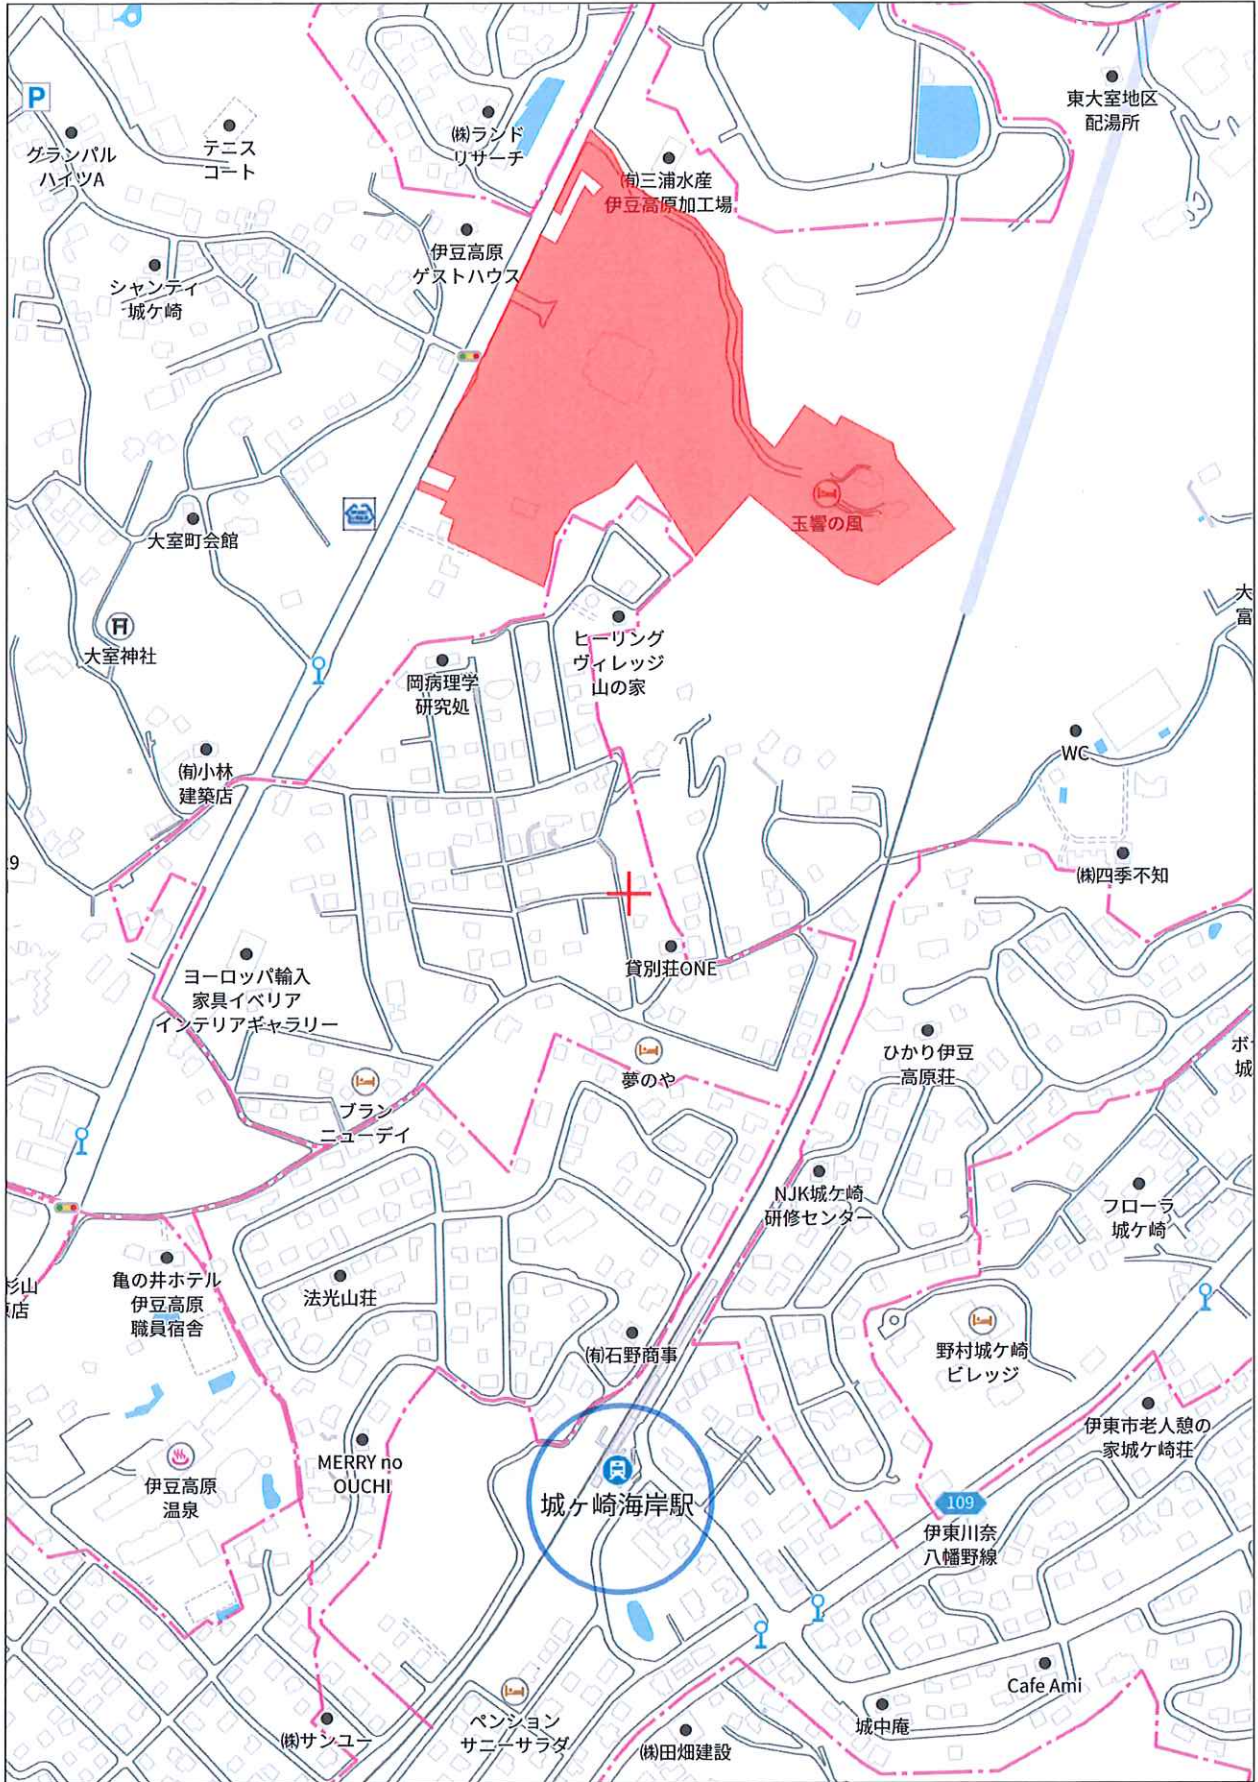 P
グランパル
ハイツA
テニス
コート
㈱ランド
リサーチ
㈲三浦水産
伊豆高原加工場
東大室地区
配湯所
伊豆高原
ゲストハウス
シャンティ
城ケ崎
大室町会館
玉響の風
大室神社
ヒーリング
ヴィレッジ
山の家
岡病理学
研究処
大
富
㈲小林
建築店
WC
㈱四季不知
貸別荘ONE
ヨーロッパ輸入
家具イベリア
インテリアギャラリー
夢のや
ひかり伊豆
高原荘
ブラン
ニューデイ
NJK城ケ崎
研修センター
フローラ
城ケ崎
亀の井ホテル
伊豆高原
職員宿舎
法光山荘
㈲石野商事
野村城ケ崎
ビレッジ
伊東市老人憩の
家城ケ崎荘
MERRY no
OUCHI
伊豆高原
温泉
城ヶ崎海岸駅
109
伊東川奈
八幡野線
Cafe Ami
城中庵
ペンション
サニーサラダ
㈱サンユー
㈱田畑建設